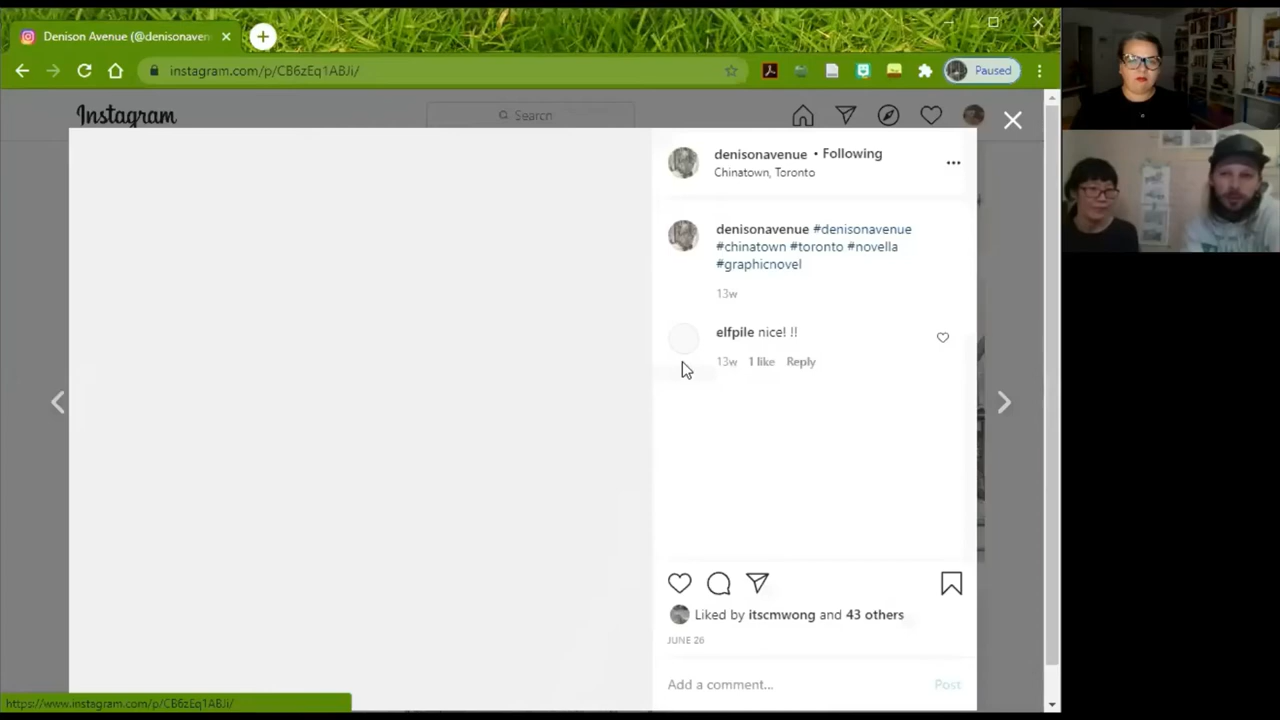 Denison Avenue (@denisonaven
instagram.com/p/CB6zEq1ABJi/
Paused
Instagram
Search
denisonavenue • Following
Chinatown, Toronto
denisonavenue #denisonavenue
#chinatown #toronto #novella
#graphicnovel
13w
elfpile nice! !!
13w 1 like Reply
Liked by itscmwong and 43 others
JUNE 26
Add a comment... Post
https://www.instagram.com/p/CB6zEq1ABJi/